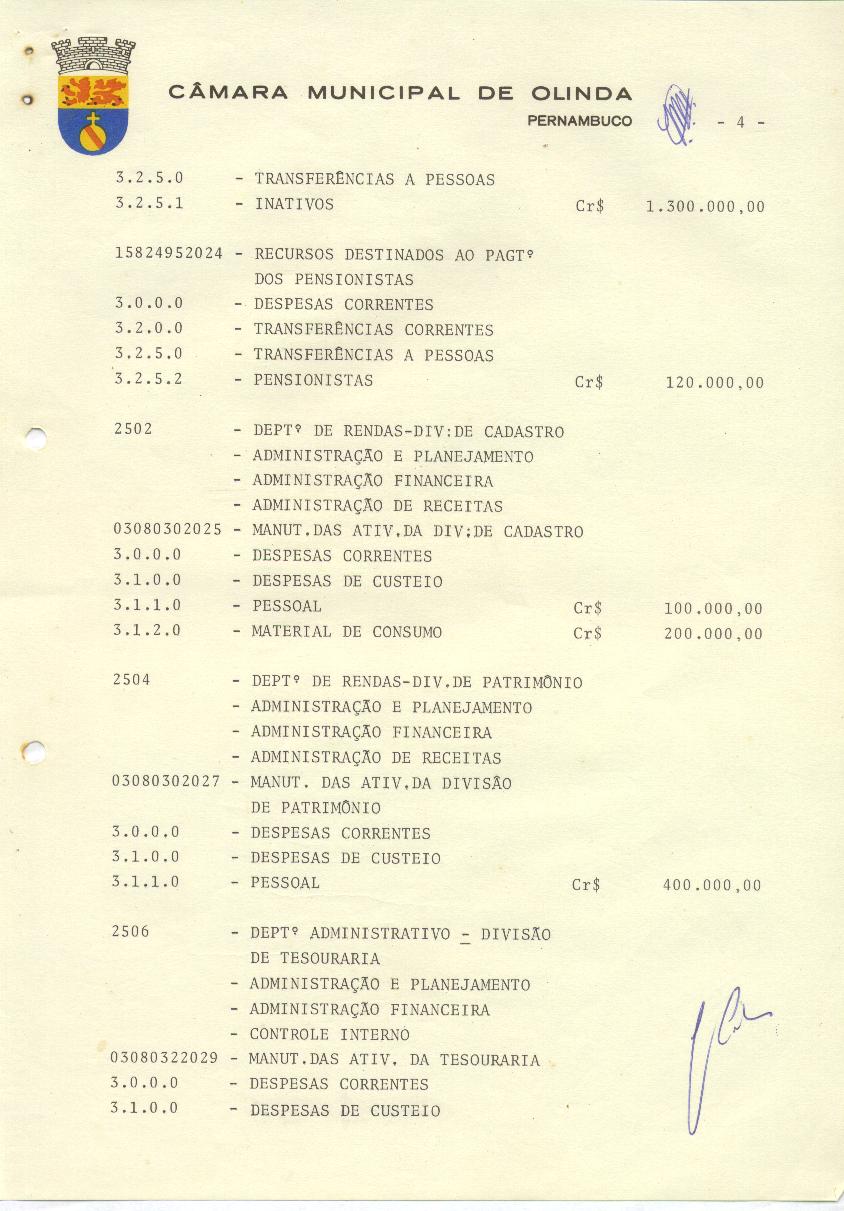 CÂMARA MUNICIPAL DE OLINDA
PERNAMBUCO
- 4 -
3.2.5.0 - TRANSFERÊNCIAS A PESSOAS
3.2.5.1 - INATIVOS Cr$ 1.300.000,00
15824952024 - RECURSOS DESTINADOS AO PAGTº
DOS PENSIONISTAS
3.0.0.0 - DESPESAS CORRENTES
3.2.0.0 - TRANSFERÊNCIAS CORRENTES
3.2.5.0 - TRANSFERÊNCIAS A PESSOAS
3.2.5.2 - PENSIONISTAS Cr$ 120.000,00
2502 - DEPTº DE RENDAS-DIV:DE CADASTRO
- ADMINISTRAÇÃO E PLANEJAMENTO
- ADMINISTRAÇÃO FINANCEIRA
- ADMINISTRAÇÃO DE RECEITAS
03080302025 - MANUT.DAS ATIV.DA DIV:DE CADASTRO
3.0.0.0 - DESPESAS CORRENTES
3.1.0.0 - DESPESAS DE CUSTEIO
3.1.1.0 - PESSOAL Cr$ 100.000,00
3.1.2.0 - MATERIAL DE CONSUMO Cr$ 200.000,00
2504 - DEPTº DE RENDAS-DIV.DE PATRIMÔNIO
- ADMINISTRAÇÃO E PLANEJAMENTO
- ADMINISTRAÇÃO FINANCEIRA
- ADMINISTRAÇÃO DE RECEITAS
03080302027 - MANUT. DAS ATIV.DA DIVISÃO
DE PATRIMÔNIO
3.0.0.0 - DESPESAS CORRENTES
3.1.0.0 - DESPESAS DE CUSTEIO
3.1.1.0 - PESSOAL Cr$ 400.000,00
2506 - DEPTº ADMINISTRATIVO - DIVISÃO
DE TESOURARIA
- ADMINISTRAÇÃO E PLANEJAMENTO
- ADMINISTRAÇÃO FINANCEIRA
- CONTROLE INTERNO
03080322029 - MANUT.DAS ATIV. DA TESOURARIA
3.0.0.0 - DESPESAS CORRENTES
3.1.0.0 - DESPESAS DE CUSTEIO